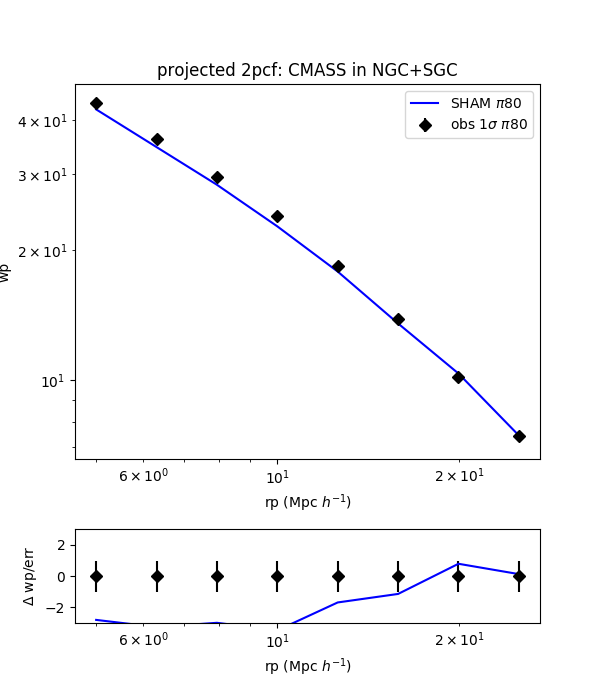 projected 2pcf: CMASS in NGC+SGC
SHAM π80
obs 1σ π80
wp
4 × 10¹
3 × 10¹
2 × 10¹
10¹
6 × 10⁰
10¹
2 × 10¹
rp (Mpc h⁻¹)
Δ wp/err
2
0
−2
6 × 10⁰
10¹
2 × 10¹
rp (Mpc h⁻¹)